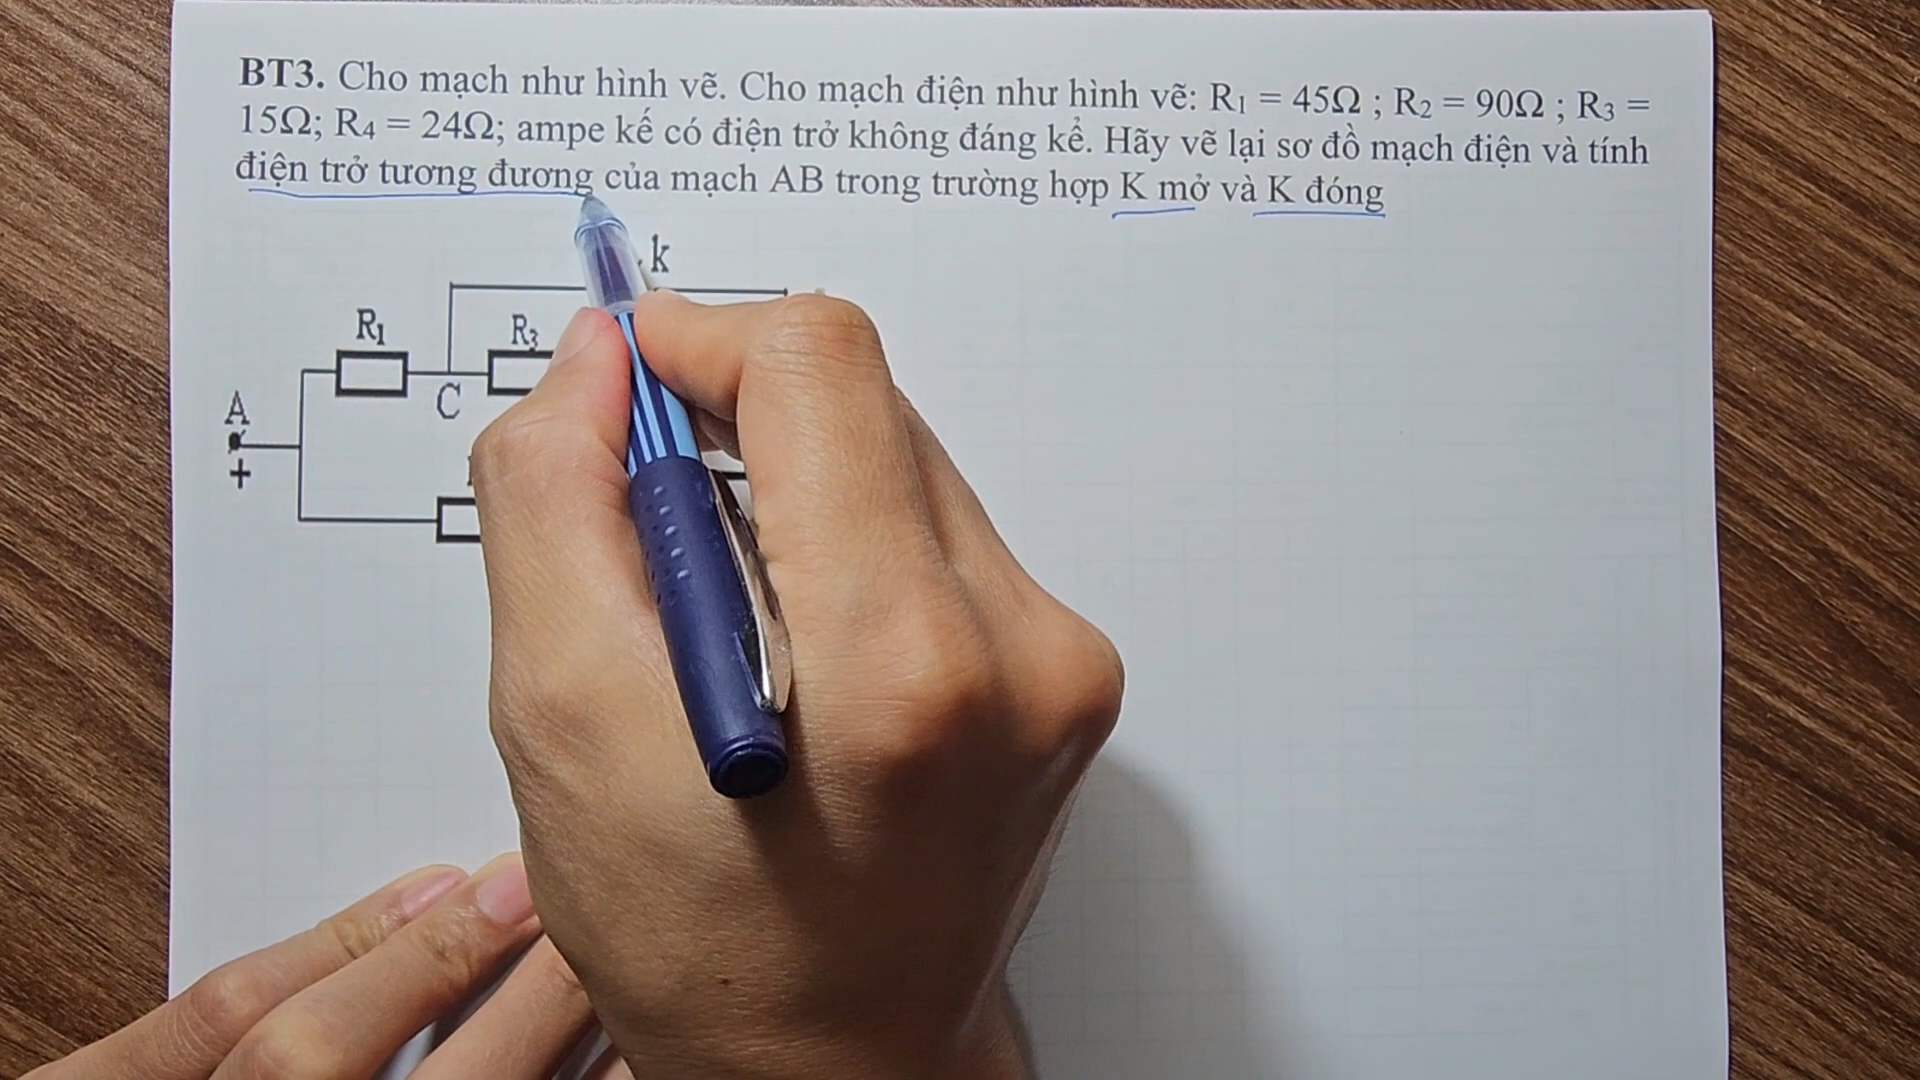 BT3. Cho mạch như hình vẽ. Cho mạch điện như hình vẽ: R₁ = 45Ω ; R₂ = 90Ω ; R₃ =
15Ω; R₄ = 24Ω; ampe kế có điện trở không đáng kể. Hãy vẽ lại sơ đồ mạch điện và tính
điện trở tương đương của mạch AB trong trường hợp K mở và K đóng
k
R₁
R₃
A
C
+